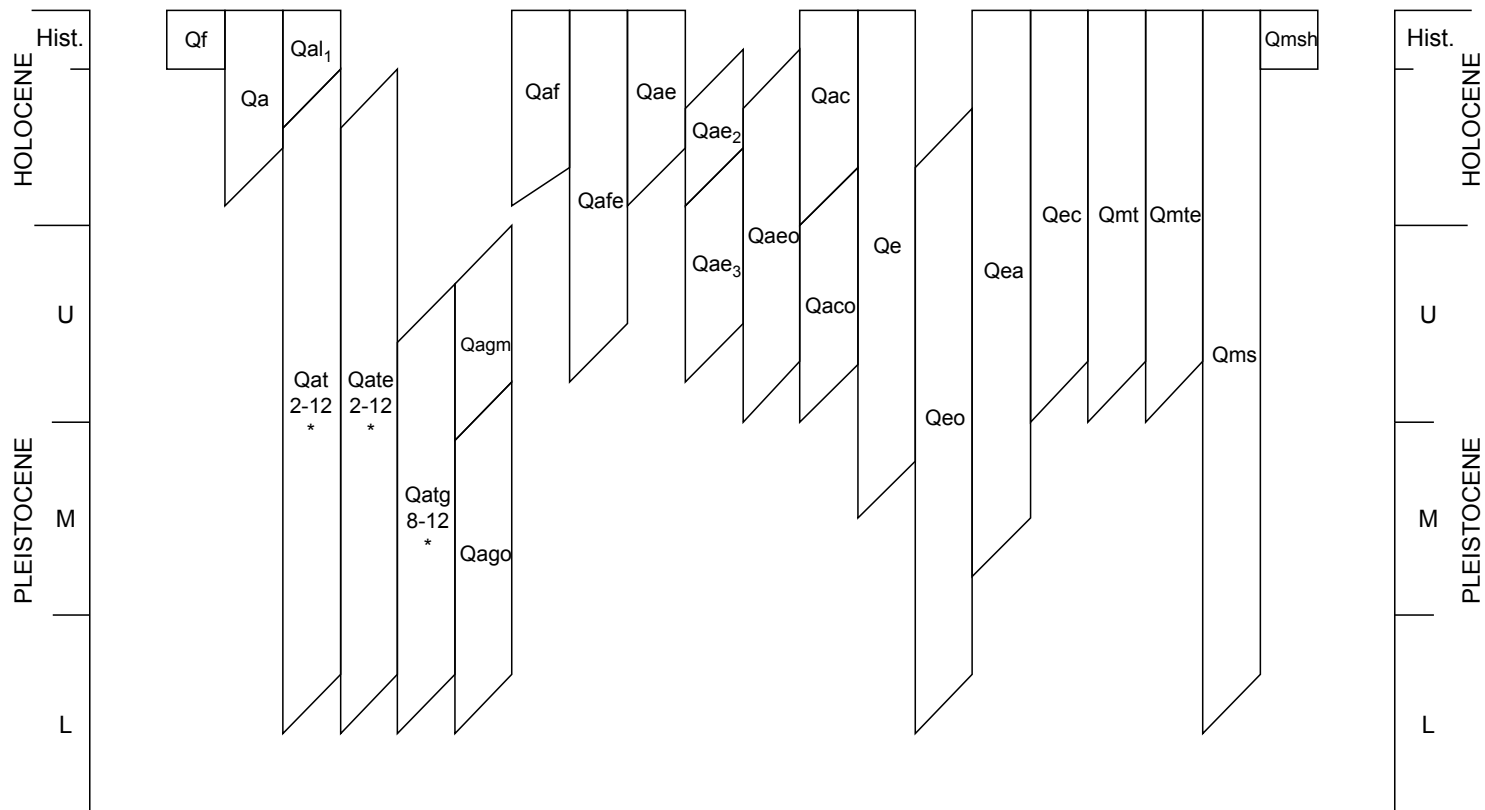 Hist.
HOLOCENE
U
PLEISTOCENE
M
L
Qf
Qa
Qal1
Qat
2-12
*
Qate
2-12
*
Qatg
8-12
*
Qagm
Qago
Qaf
Qafe
Qae
Qae2
Qae3
Qaeo
Qac
Qaco
Qe
Qeo
Qea
Qec
Qmt
Qmte
Qms
Qmsh
Hist.
HOLOCENE
U
PLEISTOCENE
M
L